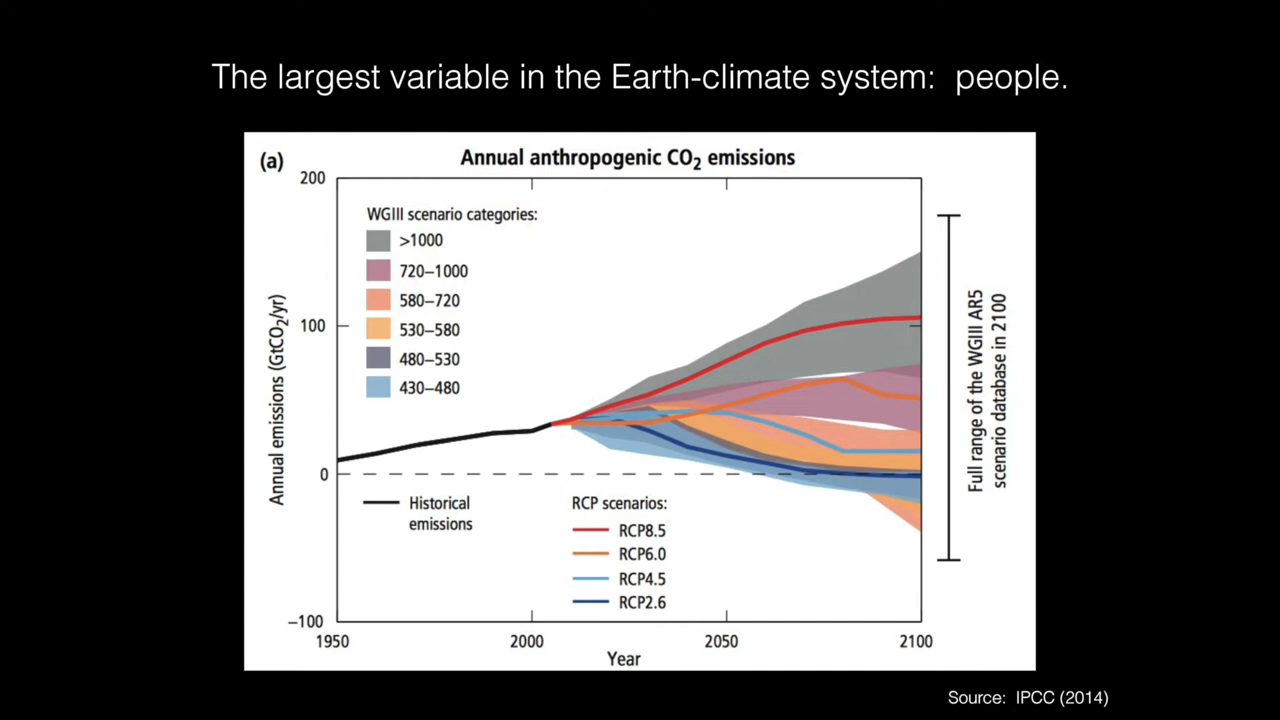 The largest variable in the Earth-climate system:  people.
(a)
Annual anthropogenic CO₂ emissions
200
100
0
−100
Annual emissions (GtCO₂/yr)
WGIII scenario categories:
>1000
720–1000
580–720
530–580
480–530
430–480
Historical
emissions
RCP scenarios:
RCP8.5
RCP6.0
RCP4.5
RCP2.6
1950
2000
2050
2100
Year
Full range of the WGIII AR5
scenario database in 2100
Source:  IPCC (2014)